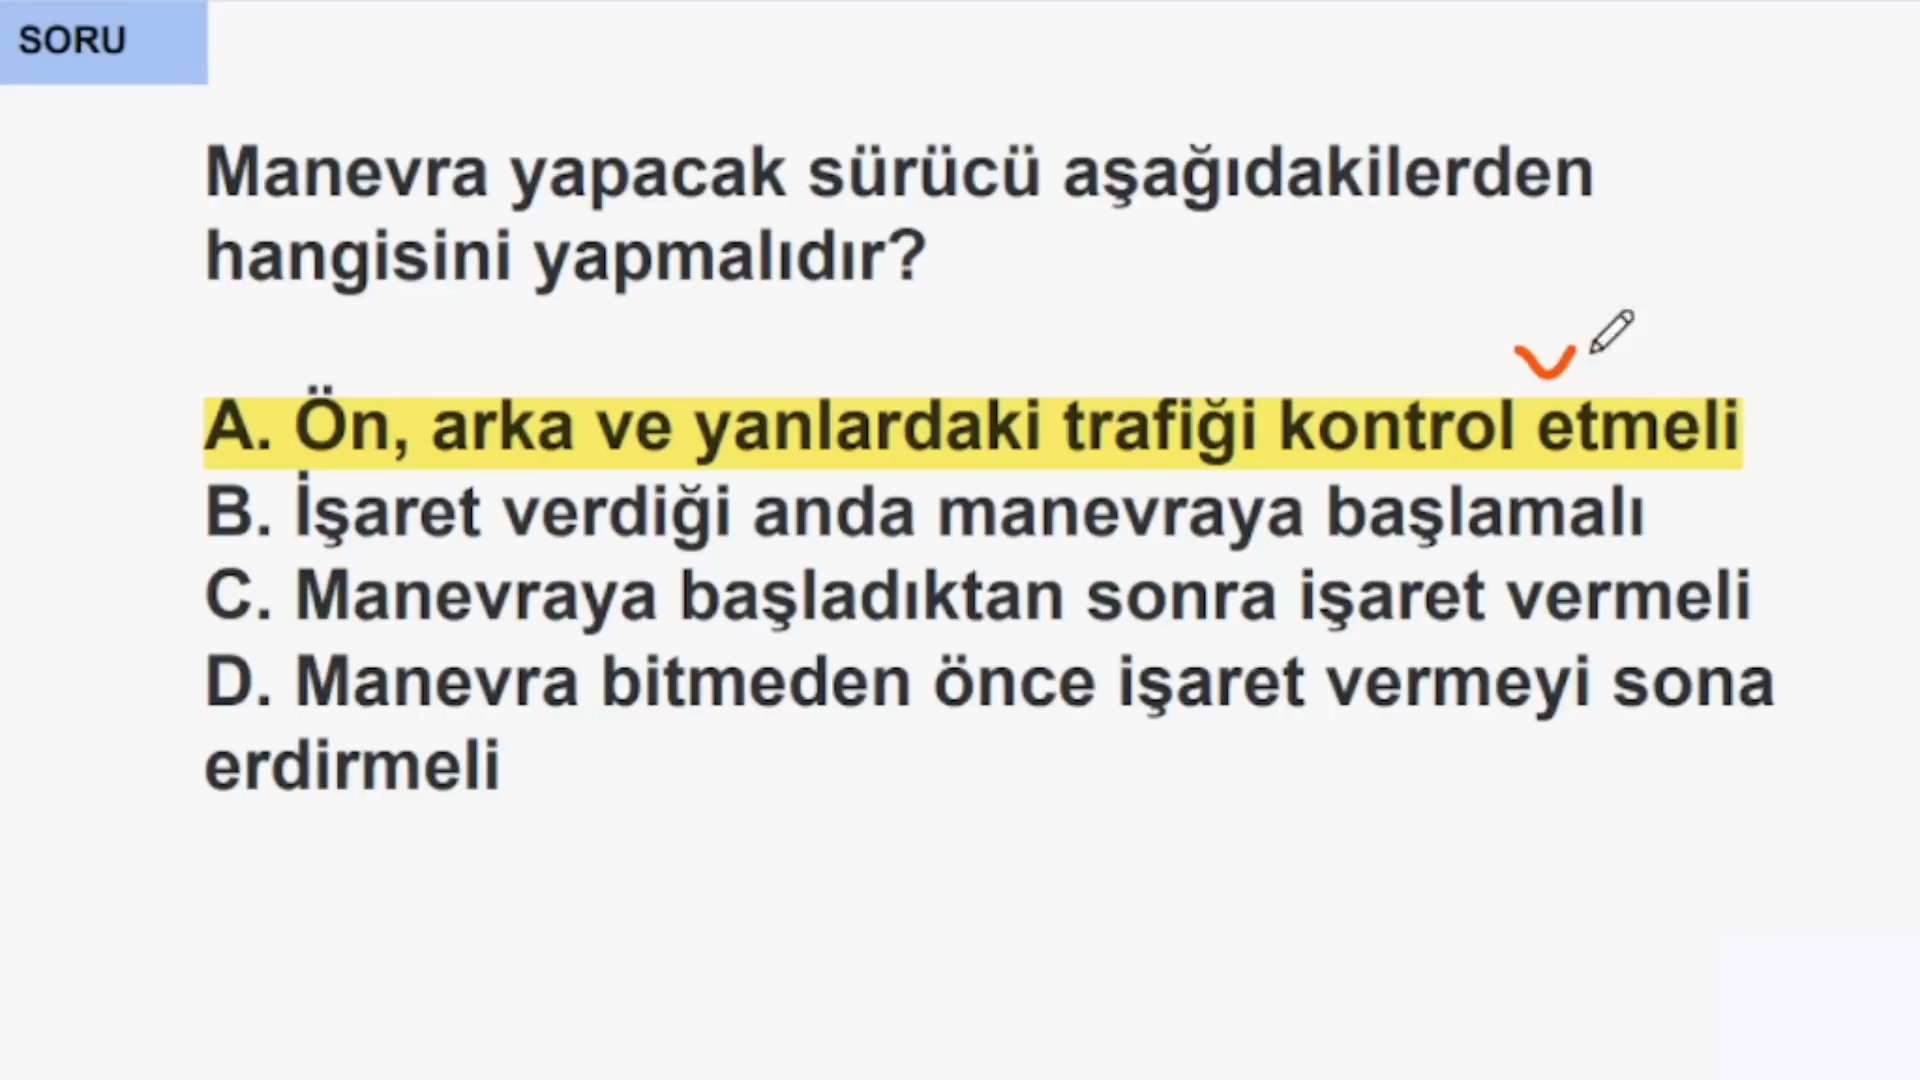 SORU
Manevra yapacak sürücü aşağıdakilerden
hangisini yapmalıdır?
A. Ön, arka ve yanlardaki trafiği kontrol etmeli
B. İşaret verdiği anda manevraya başlamalı
C. Manevraya başladıktan sonra işaret vermeli
D. Manevra bitmeden önce işaret vermeyi sona
erdirmeli